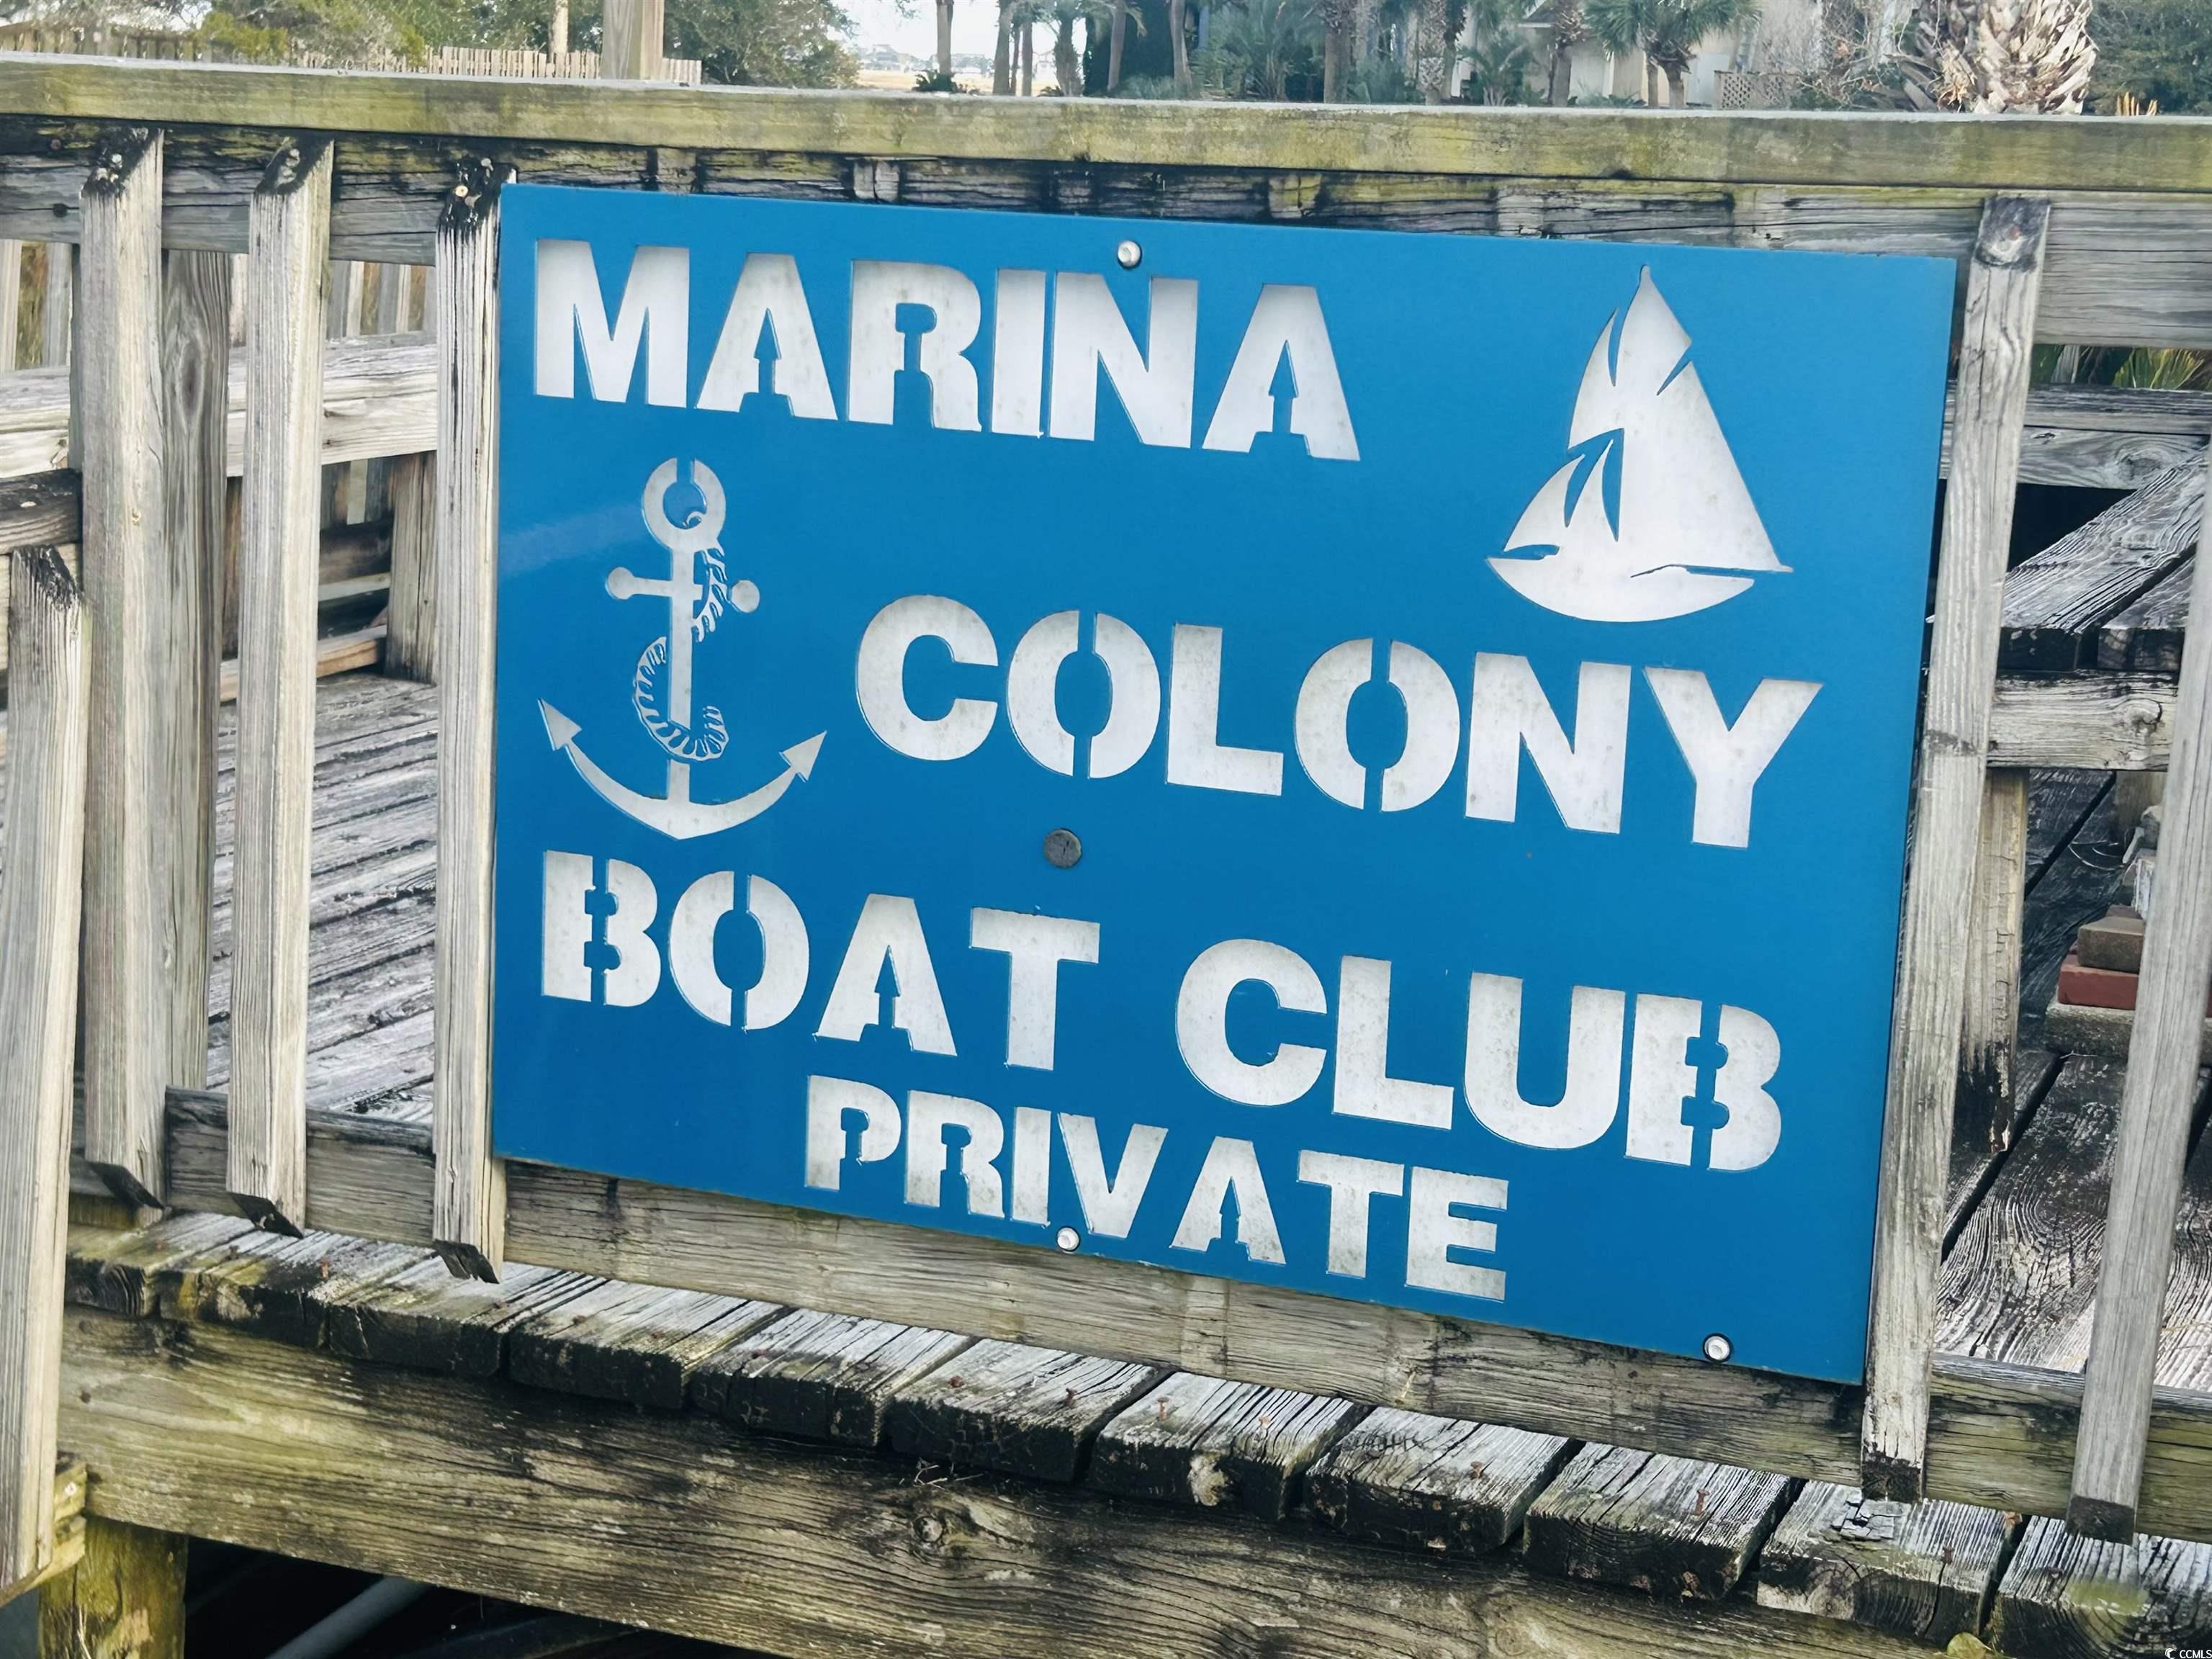 MARINA
COLONY
BOAT CLUB
PRIVATE
CCMLS